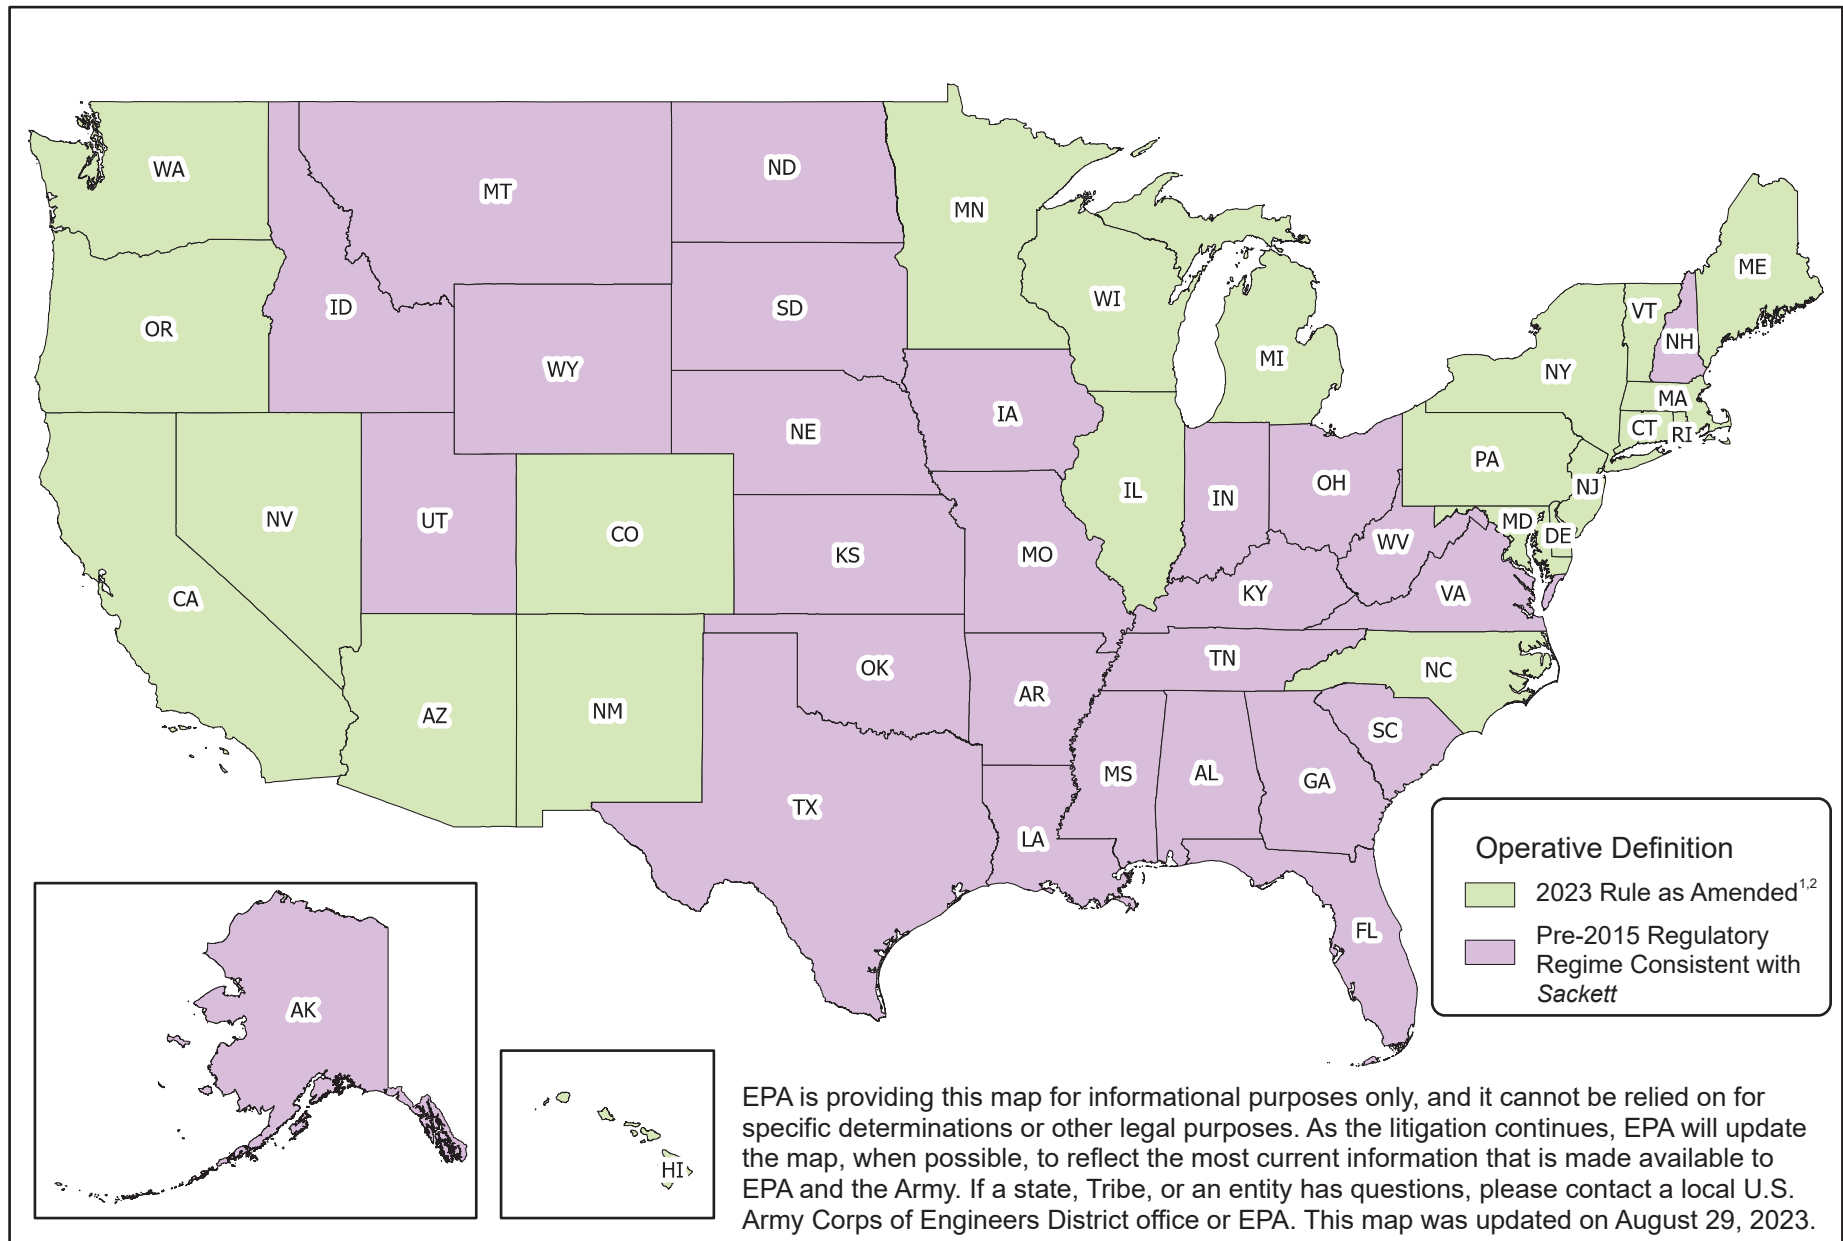 WA
MT
ND
MN
ME
ID
OR
SD
WI
VT
NH
WY
MI
NY
MA
IA
CT
RI
NE
PA
OH
IL
IN
NJ
NV
UT
CO
MD
DE
WV
KS
MO
CA
KY
VA
TN
OK
NC
AR
AZ
NM
SC
MS
AL
GA
TX
LA
FL
AK
HI
Operative Definition
2023 Rule as Amended1,2
Pre-2015 Regulatory
Regime Consistent with
Sackett
EPA is providing this map for informational purposes only, and it cannot be relied on for
specific determinations or other legal purposes. As the litigation continues, EPA will update
the map, when possible, to reflect the most current information that is made available to
EPA and the Army. If a state, Tribe, or an entity has questions, please contact a local U.S.
Army Corps of Engineers District office or EPA. This map was updated on August 29, 2023.